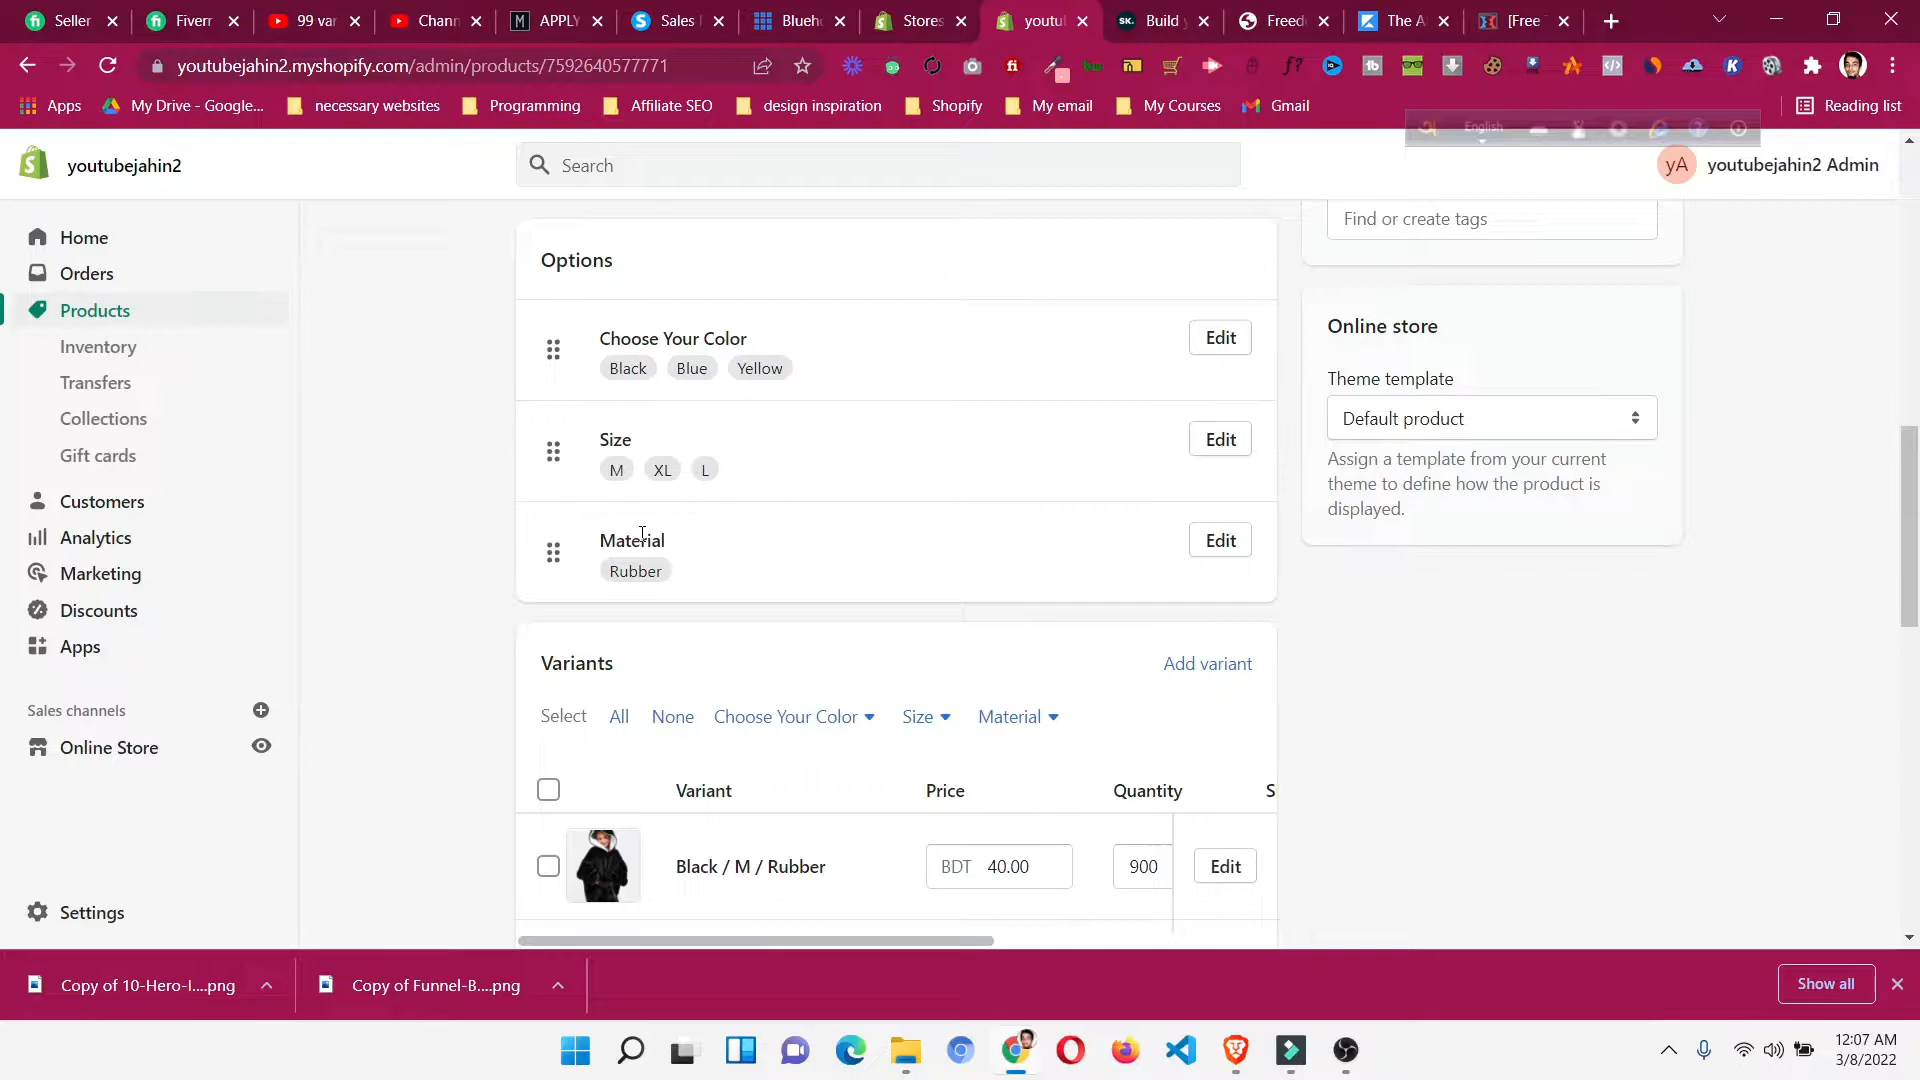 Seller
Fiverr
99 var
Chann
APPLY
Sales
Blueho
Stores
youtul
Build
Freed
The A
[Free
youtubejahin2.myshopify.com/admin/products/7592640577771
Apps
My Drive - Google...
necessary websites
Programming
Affiliate SEO
design inspiration
Shopify
My email
My Courses
Gmail
Reading list
English
youtubejahin2
Search
yA
youtubejahin2 Admin
Home
Orders
Products
Inventory
Transfers
Collections
Gift cards
Customers
Analytics
Marketing
Discounts
Apps
Sales channels
Online Store
Settings
Options
Choose Your Color
Edit
Black Blue Yellow
Size
Edit
M XL L
Material
Edit
Rubber
Variants
Add variant
Select All None Choose Your Color Size Material
Variant Price Quantity S
Black / M / Rubber BDT 40.00 900 Edit
Find or create tags
Online store
Theme template
Default product
Assign a template from your current
theme to define how the product is
displayed.
Copy of 10-Hero-I....png
Copy of Funnel-B....png
Show all
12:07 AM
3/8/2022